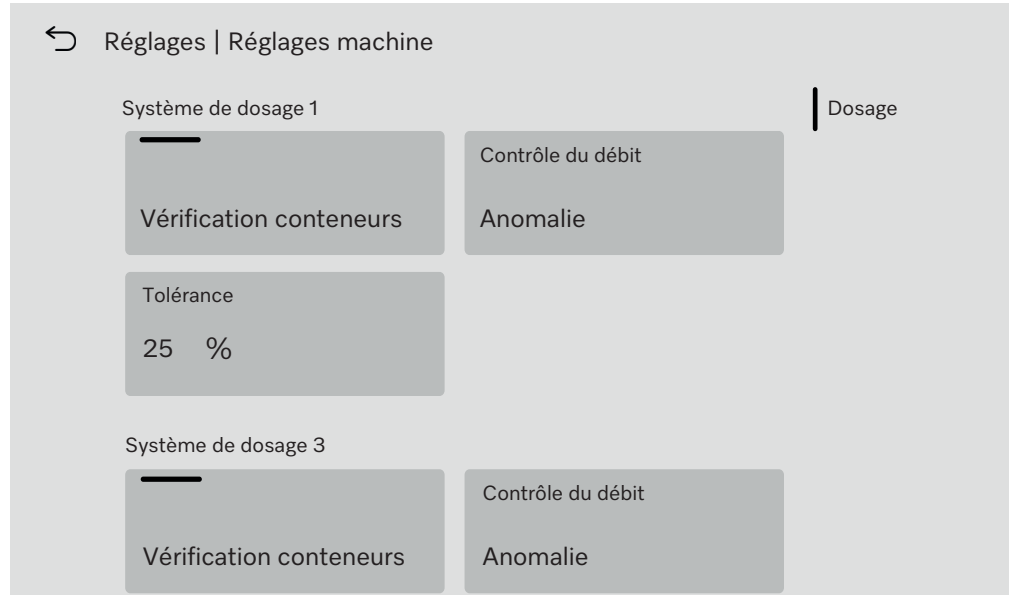 Réglages | Réglages machine
Système de dosage 1
Dosage
Contrôle du débit
Vérification conteneurs
Anomalie
Tolérance
25 %
Système de dosage 3
Contrôle du débit
Vérification conteneurs
Anomalie